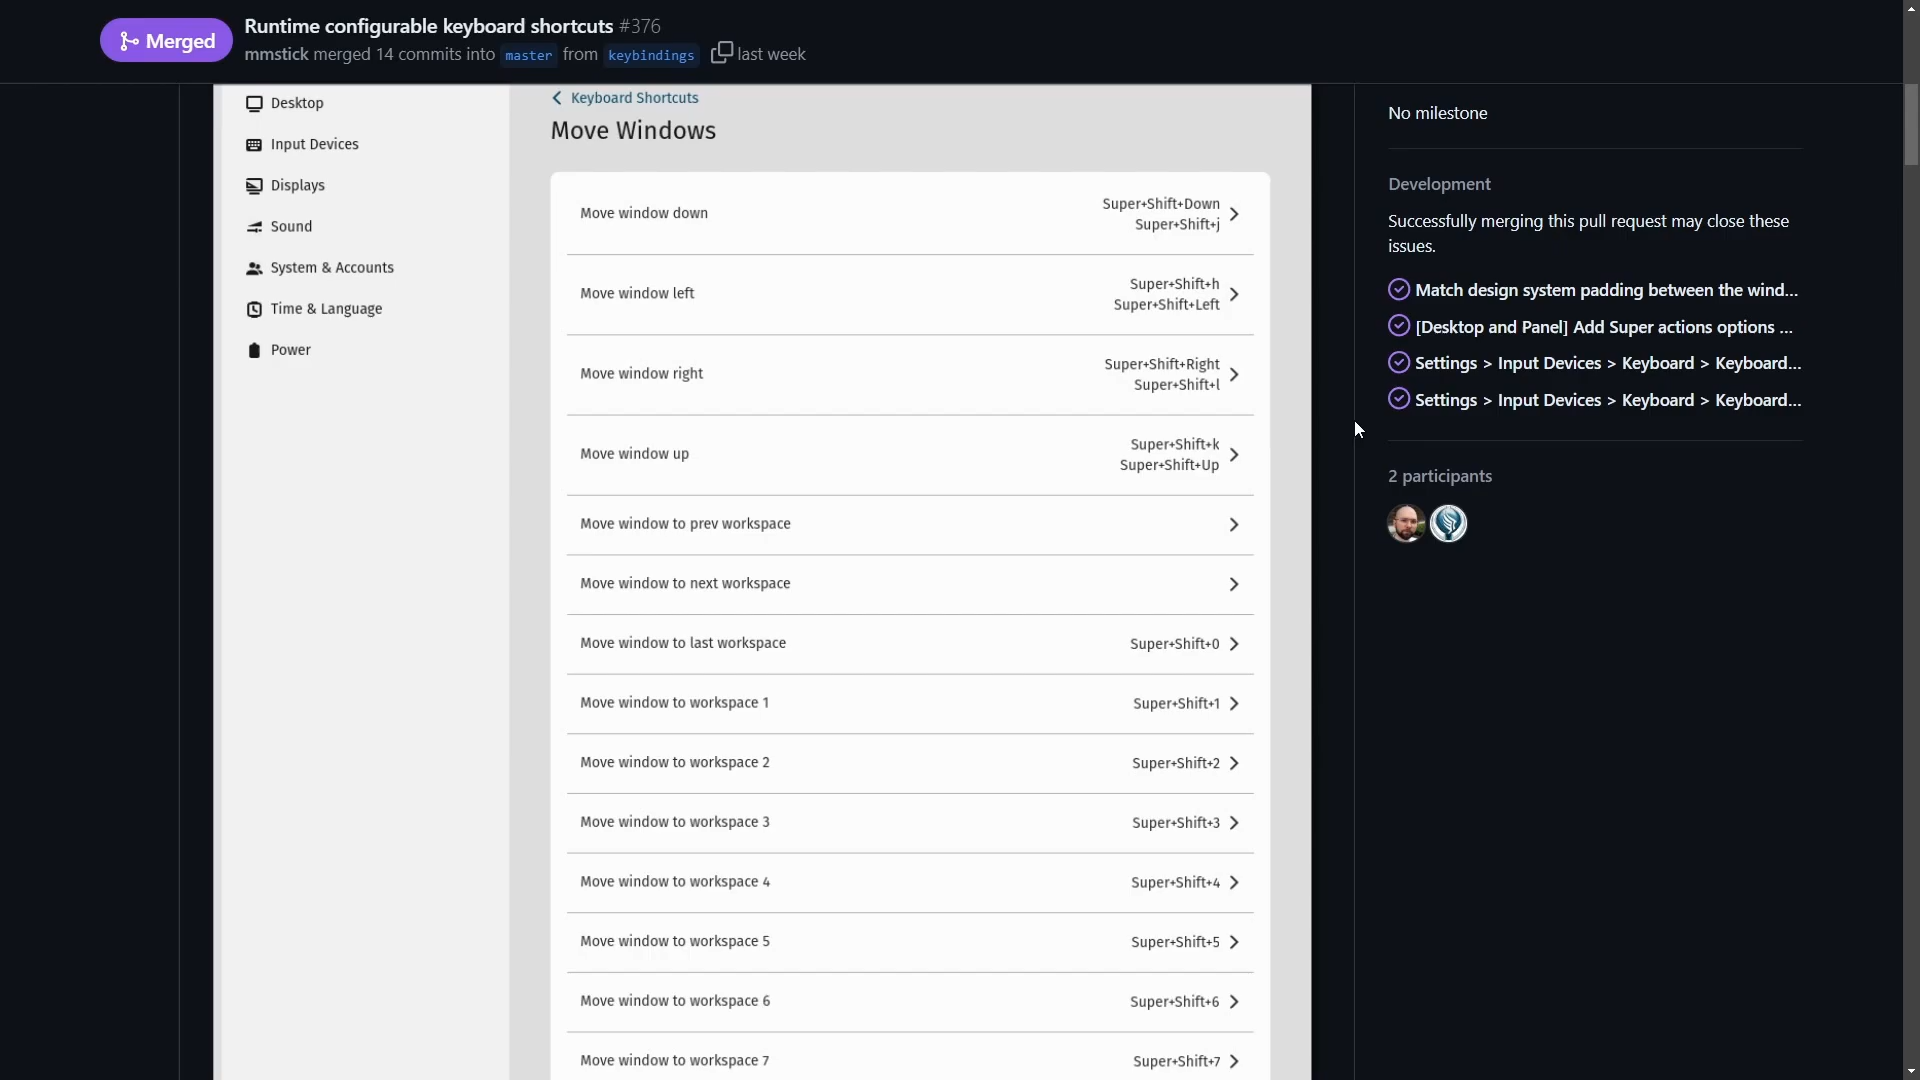 Merged
Runtime configurable keyboard shortcuts #376
mmstick merged 14 commits into master from keybindings last week
Desktop
Input Devices
Displays
Sound
System & Accounts
Time & Language
Power
Keyboard Shortcuts
Move Windows
Move window down
Super+Shift+Down
Super+Shift+j
Move window left
Super+Shift+h
Super+Shift+Left
Move window right
Super+Shift+Right
Super+Shift+l
Move window up
Super+Shift+k
Super+Shift+Up
Move window to prev workspace
Move window to next workspace
Move window to last workspace Super+Shift+0
Move window to workspace 1 Super+Shift+1
Move window to workspace 2 Super+Shift+2
Move window to workspace 3 Super+Shift+3
Move window to workspace 4 Super+Shift+4
Move window to workspace 5 Super+Shift+5
Move window to workspace 6 Super+Shift+6
Move window to workspace 7 Super+Shift+7
No milestone
Development
Successfully merging this pull request may close these
issues.
Match design system padding between the wind...
[Desktop and Panel] Add Super actions options ...
Settings > Input Devices > Keyboard > Keyboard...
Settings > Input Devices > Keyboard > Keyboard...
2 participants